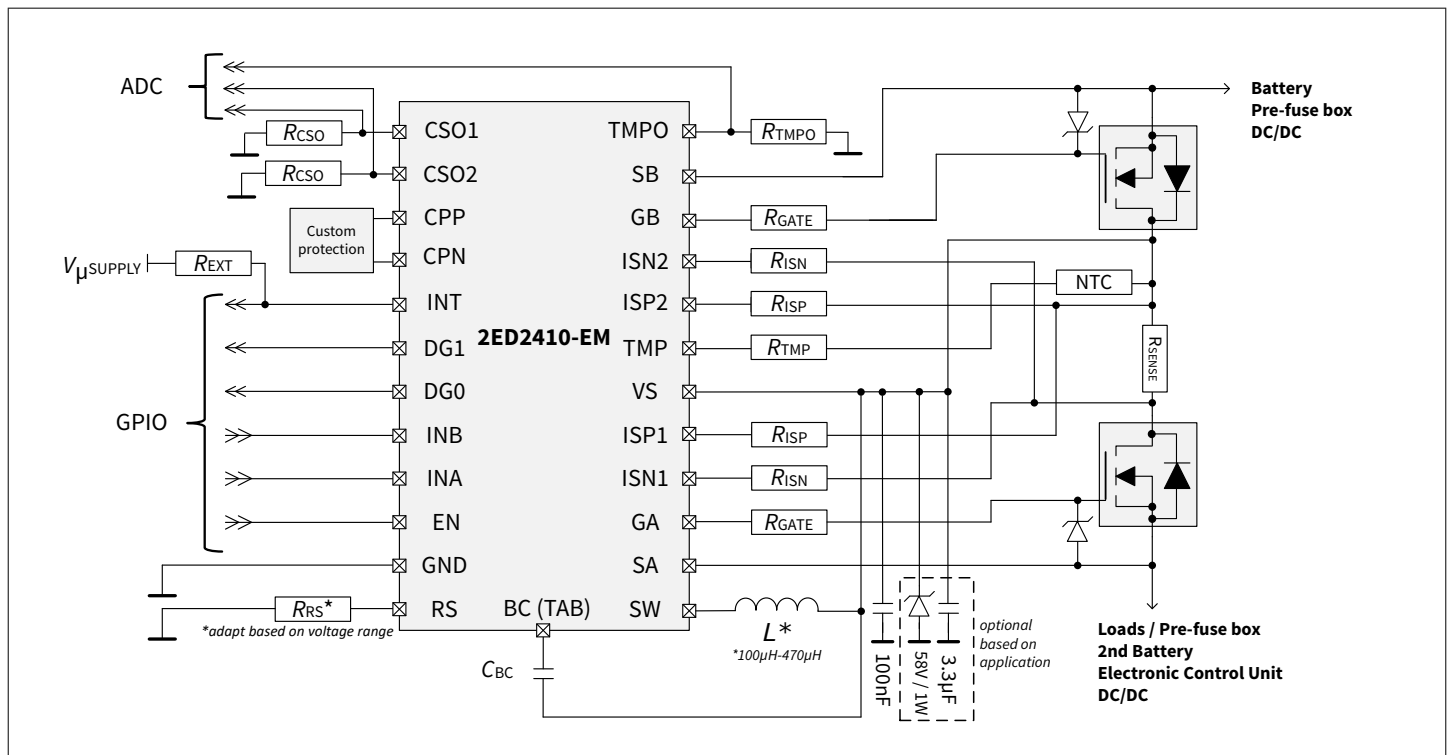 ADC
Battery
Pre-fuse box
DC/DC
RCSO
CSO1
TMPO
RTMPO
RCSO
CSO2
SB
CPP
GB
RGATE
Custom
protection
CPN
ISN2
RISN
VμSUPPLY
REXT
NTC
INT
ISP2
RISP
2ED2410-EM
DG1
TMP
RTMP
RSENSE
DG0
VS
GPIO
INB
ISP1
RISP
INA
ISN1
RISN
EN
GA
RGATE
GND
SA
RRS*
RS
BC (TAB)
SW
*adapt based on voltage range
L*
*100μH-470μH
100nF
58V / 1W
3.3μF
optional
based on
application
CBC
Loads / Pre-fuse box
2nd Battery
Electronic Control Unit
DC/DC